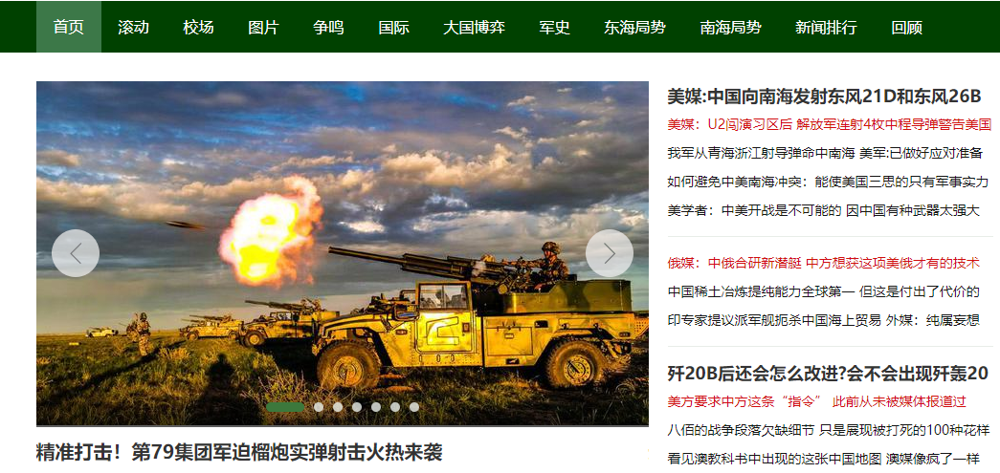 首页 滚动 校场 图片 争鸣 国际 大国博弈 军史 东海局势 南海局势 新闻排行 回顾
精准打击！第79集团军迫榴炮实弹射击火热来袭
美媒:中国向南海发射东风21D和东风26B
美媒：U2闯演习区后 解放军连射4枚中程导弹警告美国
我军从青海浙江射导弹命中南海 美军:已做好应对准备
如何避免中美南海冲突：能使美国三思的只有军事实力
美学者：中美开战是不可能的 因中国有种武器太强大
俄媒：中俄合研新潜艇 中方想获这项美俄才有的技术
中国稀土冶炼提纯能力全球第一 但这是付出了代价的
印专家提议派军舰扼杀中国海上贸易 外媒：纯属妄想
歼20B后还会怎么改进?会不会出现歼轰20
美方要求中方这条“指令” 此前从未被媒体报道过
八佰的战争段落欠缺细节 只是展现被打死的100种花样
看见澳教科书中出现的这张中国地图 澳媒像疯了一样